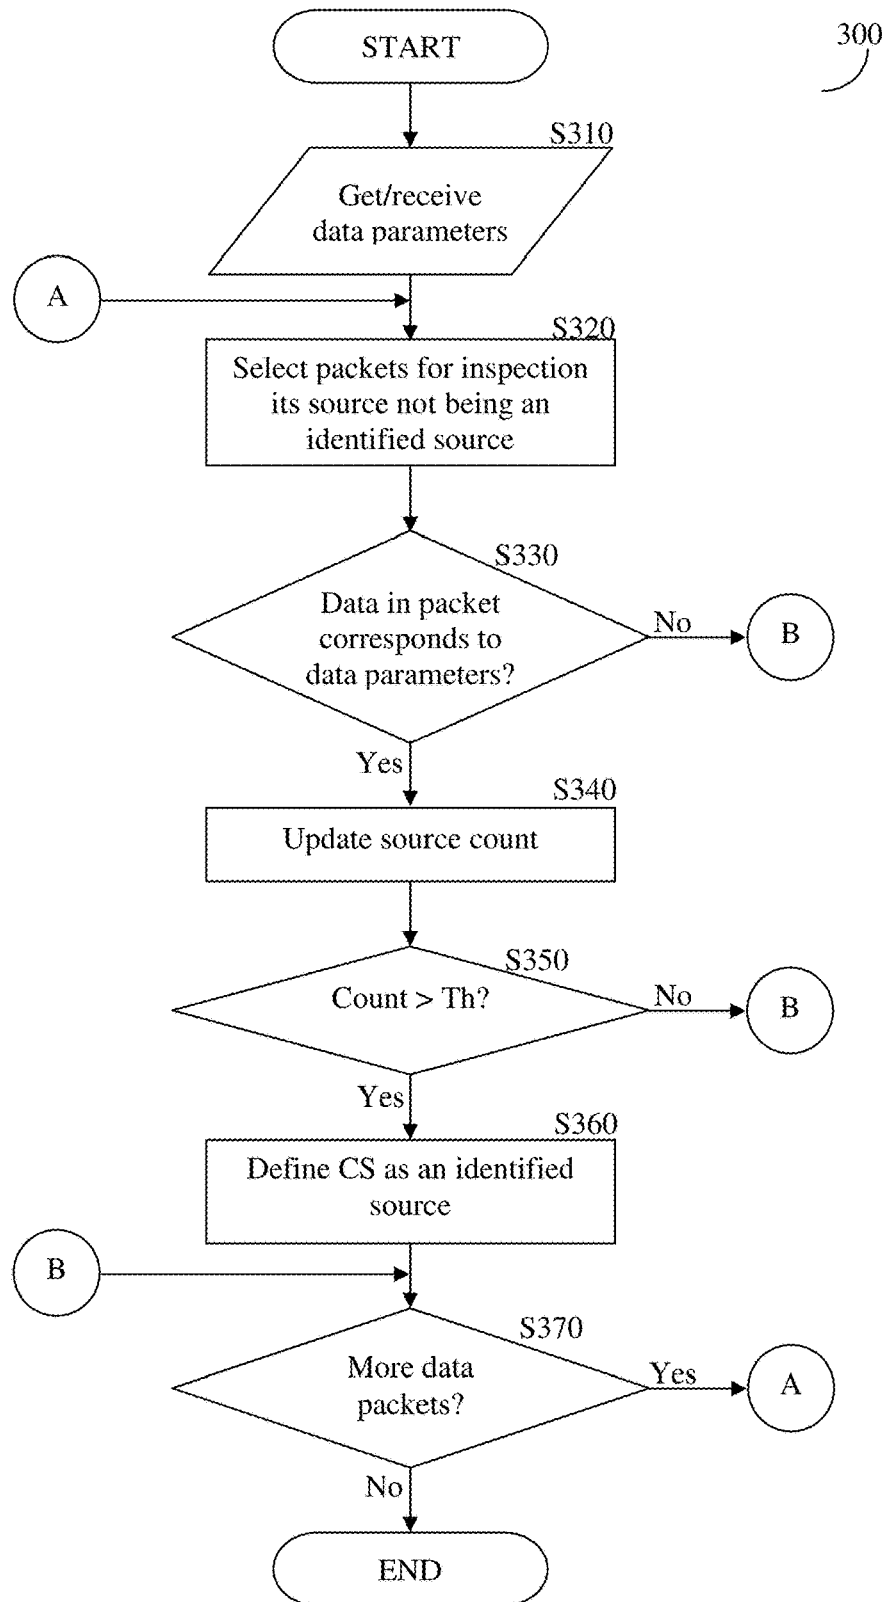 START
300
S310
Get/receive
data parameters
A
S320
Select packets for inspection
its source not being an
identified source
S330
Data in packet
corresponds to
data parameters?
No
B
Yes
S340
Update source count
S350
Count > Th?
No
B
Yes
S360
Define CS as an identified
source
B
S370
More data
packets?
Yes
A
No
END